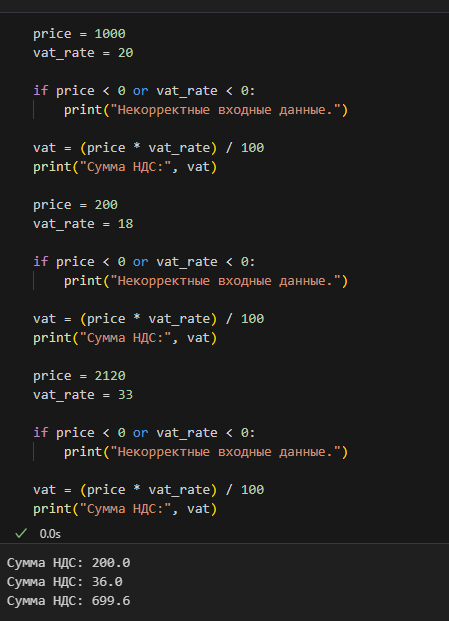 price = 1000
vat_rate = 20
if price < 0 or vat_rate < 0:
    print("Некорректные входные данные.")
vat = (price * vat_rate) / 100
print("Сумма НДС:", vat)
price = 200
vat_rate = 18
if price < 0 or vat_rate < 0:
    print("Некорректные входные данные.")
vat = (price * vat_rate) / 100
print("Сумма НДС:", vat)
price = 2120
vat_rate = 33
if price < 0 or vat_rate < 0:
    print("Некорректные входные данные.")
vat = (price * vat_rate) / 100
print("Сумма НДС:", vat)
0.0s
Сумма НДС: 200.0
Сумма НДС: 36.0
Сумма НДС: 699.6